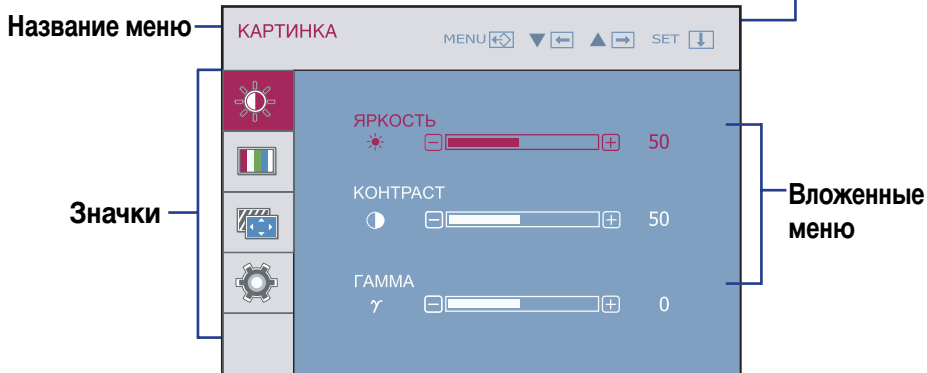 Название меню
КАРТИНКА
MENU ▼ ▲ SET
ЯРКОСТЬ
50
КОНТРАСТ
50
ГАММА
γ 0
Значки
Вложенные
меню